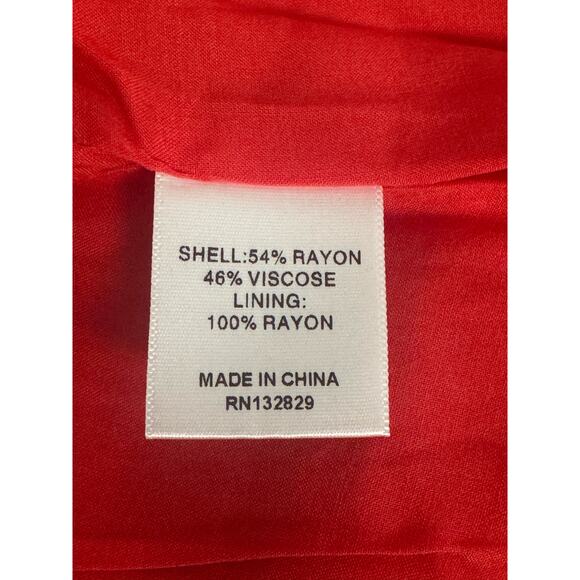 SHELL:54% RAYON
46% VISCOSE
LINING:
100% RAYON
MADE IN CHINA
RN132829